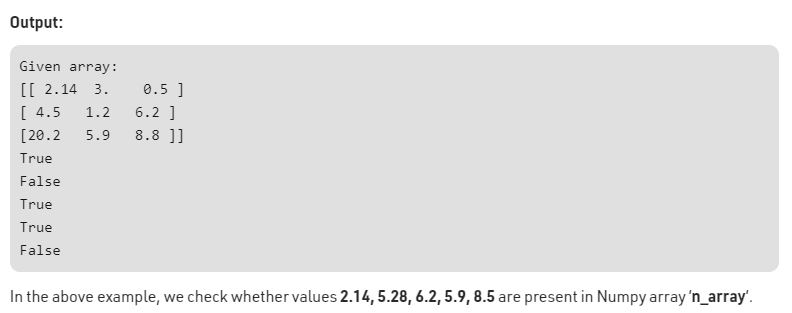 Output:
Given array:
[[ 2.14  3.    0.5 ]
[ 4.5   1.2   6.2 ]
[20.2   5.9   8.8 ]]
True
False
True
True
False
In the above example, we check whether values 2.14, 5.28, 6.2, 5.9, 8.5 are present in Numpy array 'n_array'.